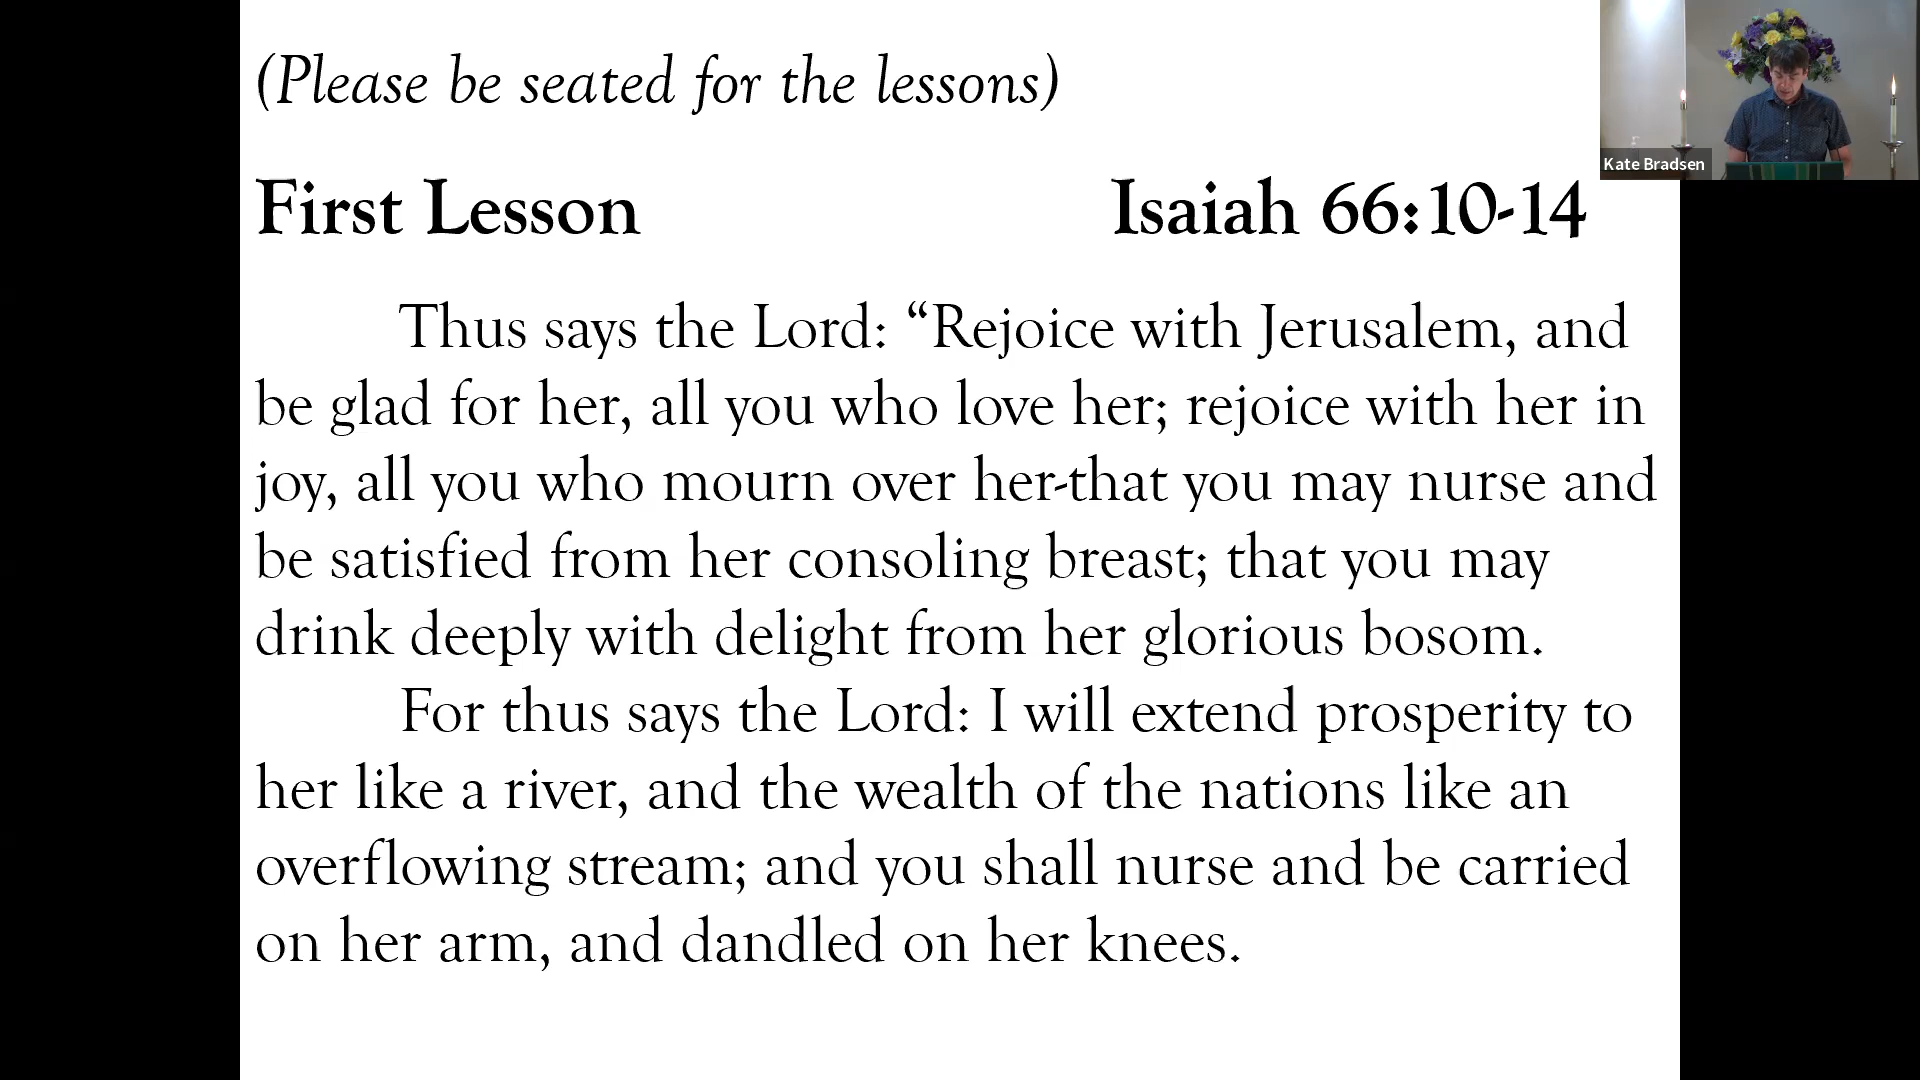 (Please be seated for the lessons)
Kate Bradsen
First Lesson Isaiah 66:10-14
Thus says the Lord: “Rejoice with Jerusalem, and
be glad for her, all you who love her; rejoice with her in
joy, all you who mourn over her-that you may nurse and
be satisfied from her consoling breast; that you may
drink deeply with delight from her glorious bosom.
For thus says the Lord: I will extend prosperity to
her like a river, and the wealth of the nations like an
overflowing stream; and you shall nurse and be carried
on her arm, and dandled on her knees.